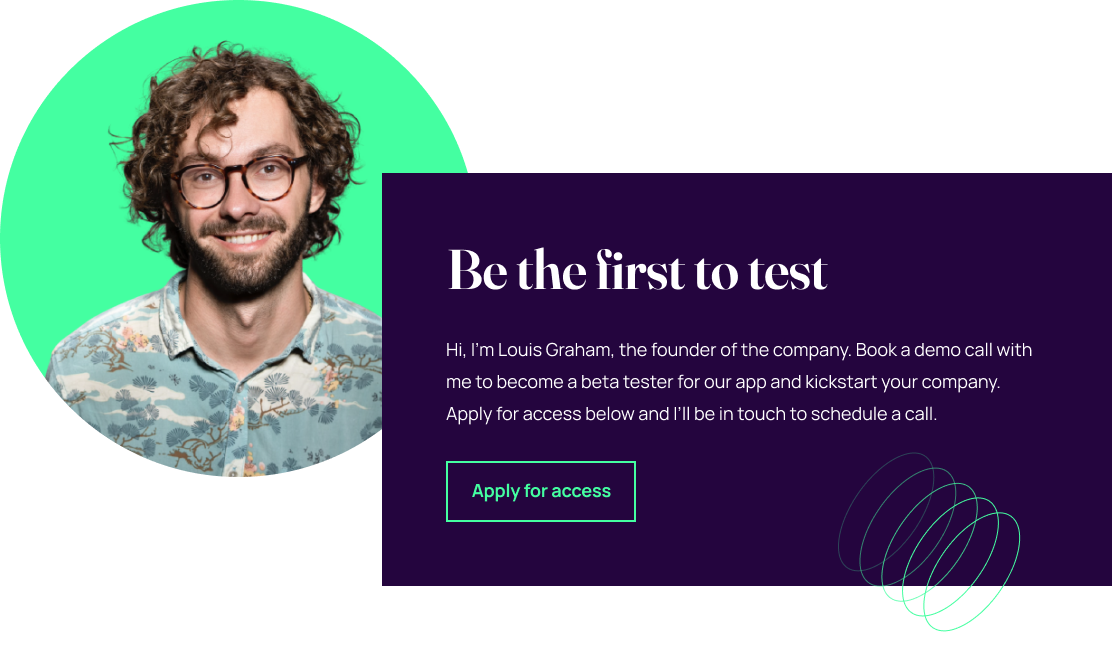 Be the first to test
Hi, I'm Louis Graham, the founder of the company. Book a demo call with
me to become a beta tester for our app and kickstart your company.
Apply for access below and I'll be in touch to schedule a call.
Apply for access